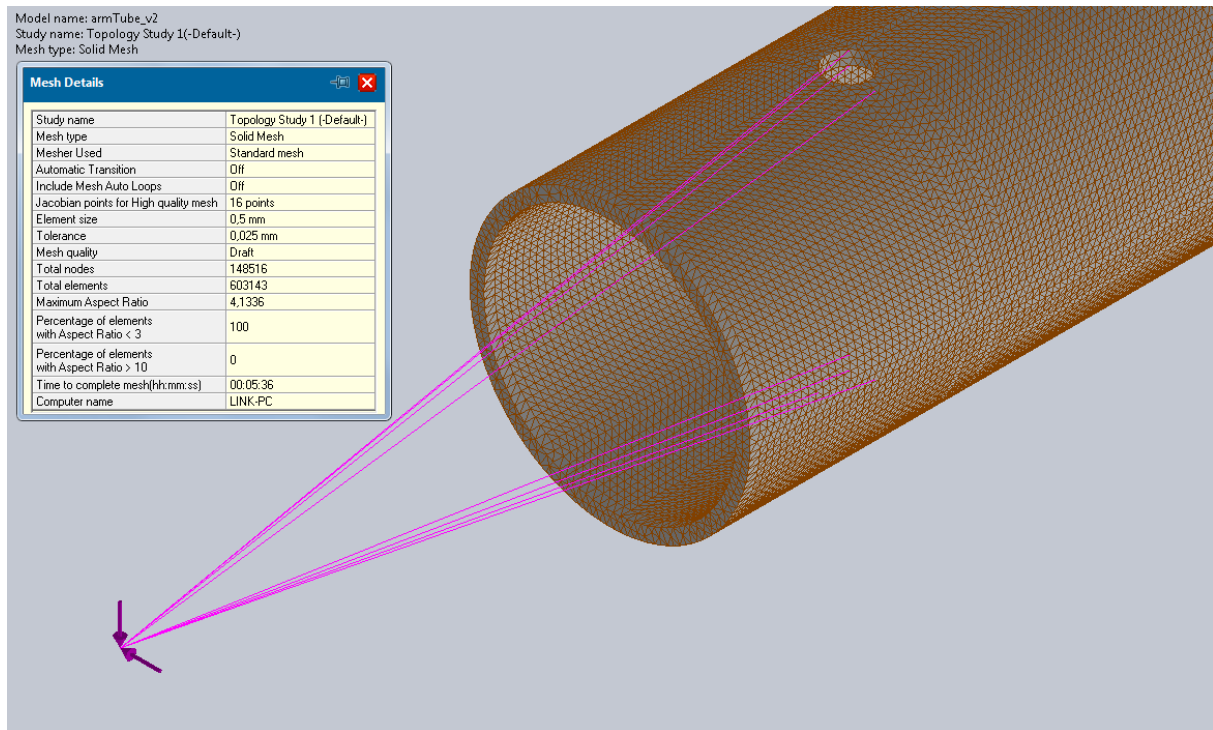 Model name: armTube_v2
Study name: Topology Study 1(-Default-)
Mesh type: Solid Mesh
Mesh Details
Study name Topology Study 1 (-Default-)
Mesh type Solid Mesh
Mesher Used Standard mesh
Automatic Transition Off
Include Mesh Auto Loops Off
Jacobian points for High quality mesh 16 points
Element size 0,5 mm
Tolerance 0,025 mm
Mesh quality Draft
Total nodes 148516
Total elements 603143
Maximum Aspect Ratio 4,1336
Percentage of elements
with Aspect Ratio < 3 100
Percentage of elements
with Aspect Ratio > 10 0
Time to complete mesh(hh:mm:ss) 00:05:36
Computer name LINK-PC